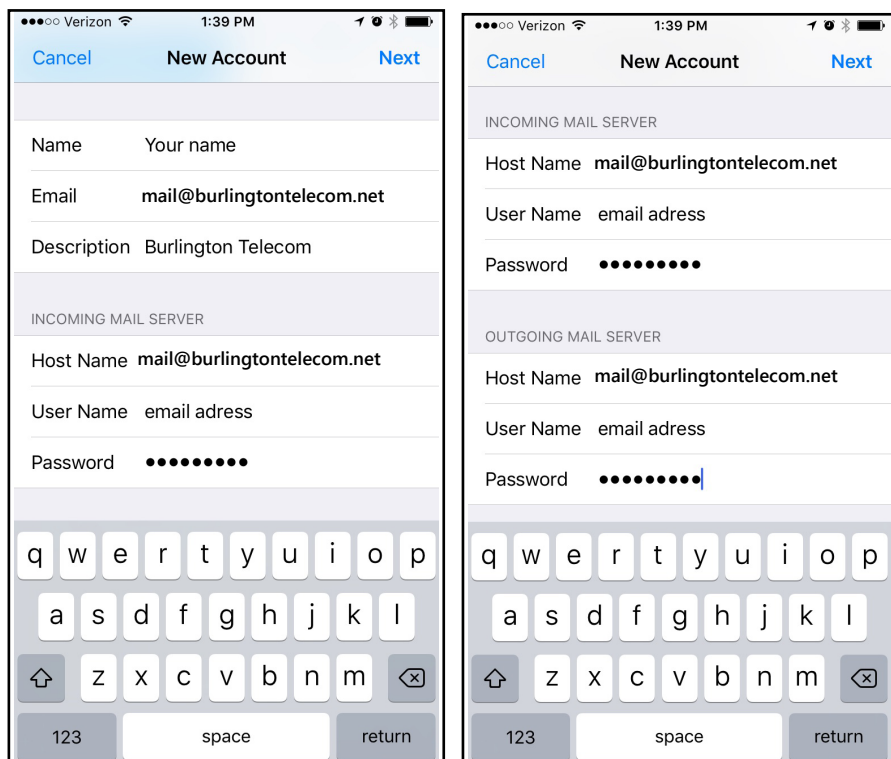 Verizon 1:39 PM
Cancel New Account Next
Name Your name
Email mail@burlingtontelecom.net
Description Burlington Telecom
INCOMING MAIL SERVER
Host Name mail@burlingtontelecom.net
User Name email adress
Password •••••••••
q w e r t y u i o p
a s d f g h j k l
z x c v b n m
123 space return
Verizon 1:39 PM
Cancel New Account Next
INCOMING MAIL SERVER
Host Name mail@burlingtontelecom.net
User Name email adress
Password •••••••••
OUTGOING MAIL SERVER
Host Name mail@burlingtontelecom.net
User Name email adress
Password •••••••••
q w e r t y u i o p
a s d f g h j k l
z x c v b n m
123 space return